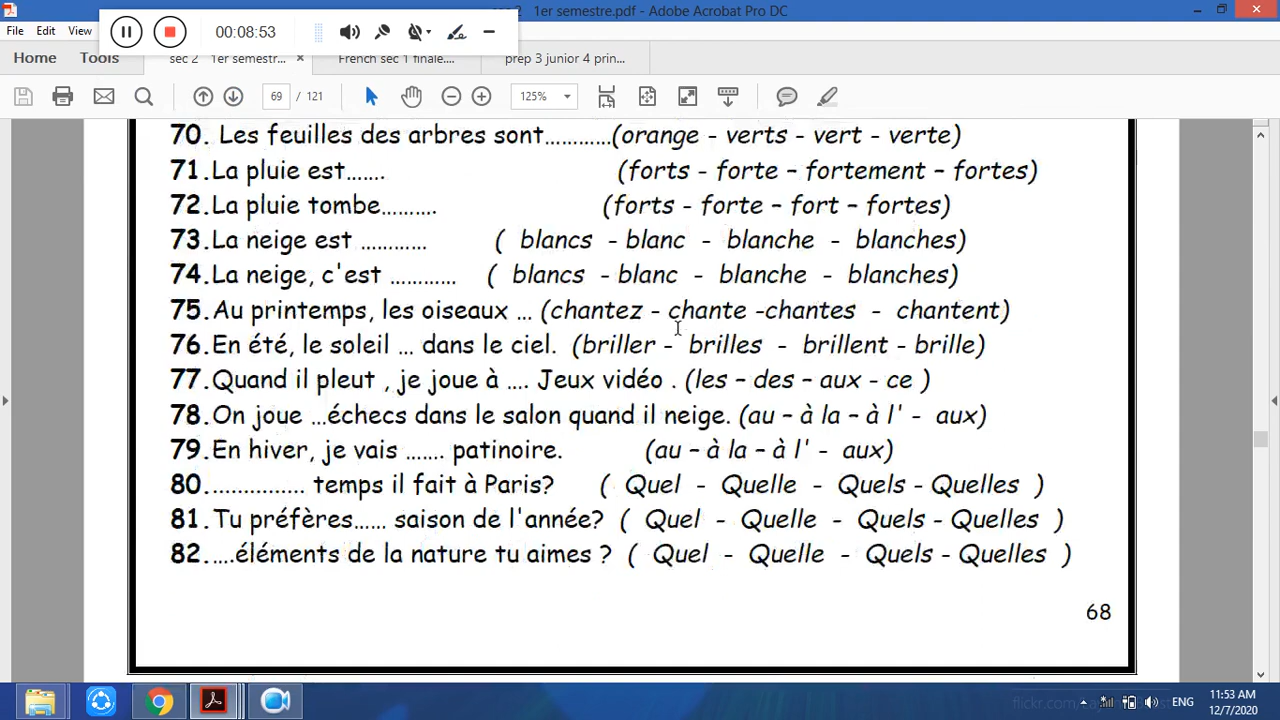 sec 2 1er semestre.pdf - Adobe Acrobat Pro DC
File Edit View
00:08:53
Home Tools sec 2 1er semestr... × French sec 1 finale.... prep 3 junior 4 prin...
69 / 121 125%
70. Les feuilles des arbres sont............(orange - verts - vert - verte)
71.La pluie est....... (forts - forte – fortement – fortes)
72.La pluie tombe.......... (forts - forte – fort – fortes)
73.La neige est ............ ( blancs - blanc - blanche - blanches)
74.La neige, c'est ............ ( blancs - blanc - blanche - blanches)
75.Au printemps, les oiseaux ... (chantez - chante -chantes - chantent)
76.En été, le soleil ... dans le ciel. (briller - brilles - brillent - brille)
77.Quand il pleut , je joue à .... Jeux vidéo . (les – des – aux - ce )
78.On joue ...échecs dans le salon quand il neige. (au – à la – à l' - aux)
79.En hiver, je vais ....... patinoire. (au – à la – à l' - aux)
80............... temps il fait à Paris? ( Quel - Quelle - Quels - Quelles )
81.Tu préfères...... saison de l'année? ( Quel - Quelle - Quels - Quelles )
82.....éléments de la nature tu aimes ? ( Quel - Quelle - Quels - Quelles )
68
ENG
11:53 AM
12/7/2020